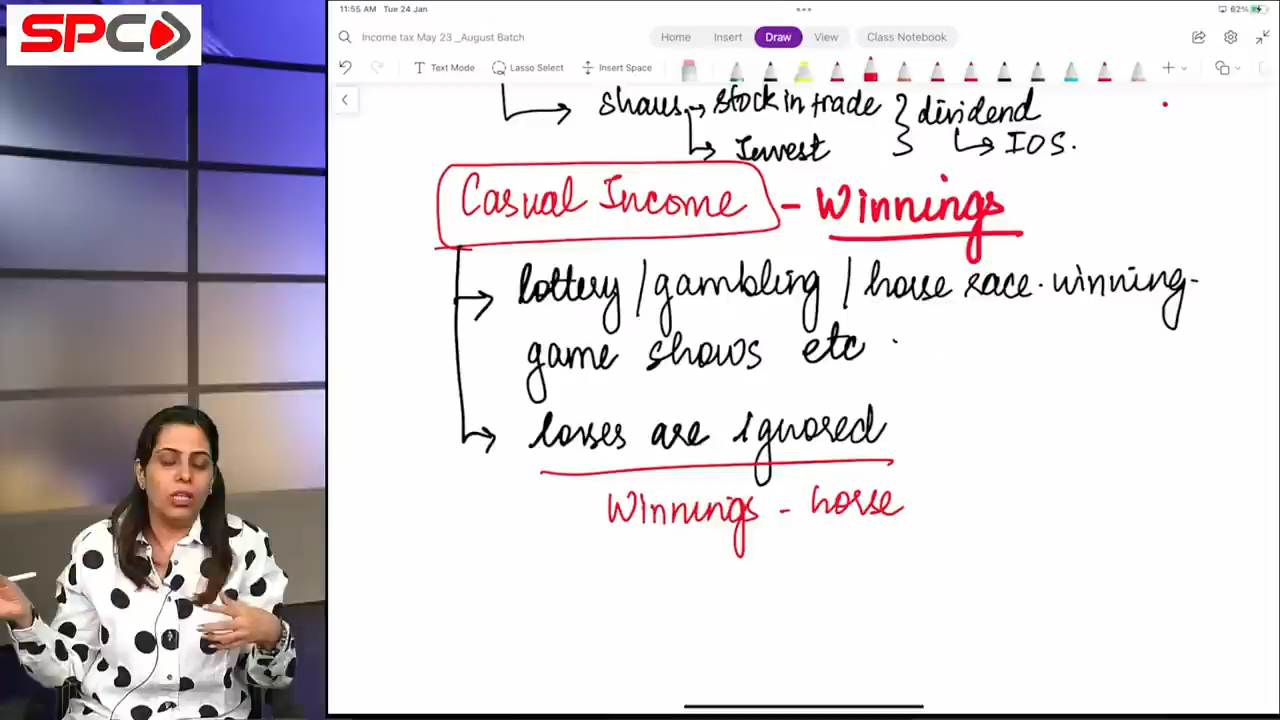 SPC
11:55 AM Tue 24 Jan
62%
Income tax May 23 _August Batch
Home Insert Draw View Class Notebook
Text Mode Lasso Select Insert Space
shares → stock in trade } dividend
→ Invest } → IOS.
Casual Income - Winnings
→ lottery / gambling / horse race. winning-
game shows etc.
→ losses are ignored
Winnings - horse